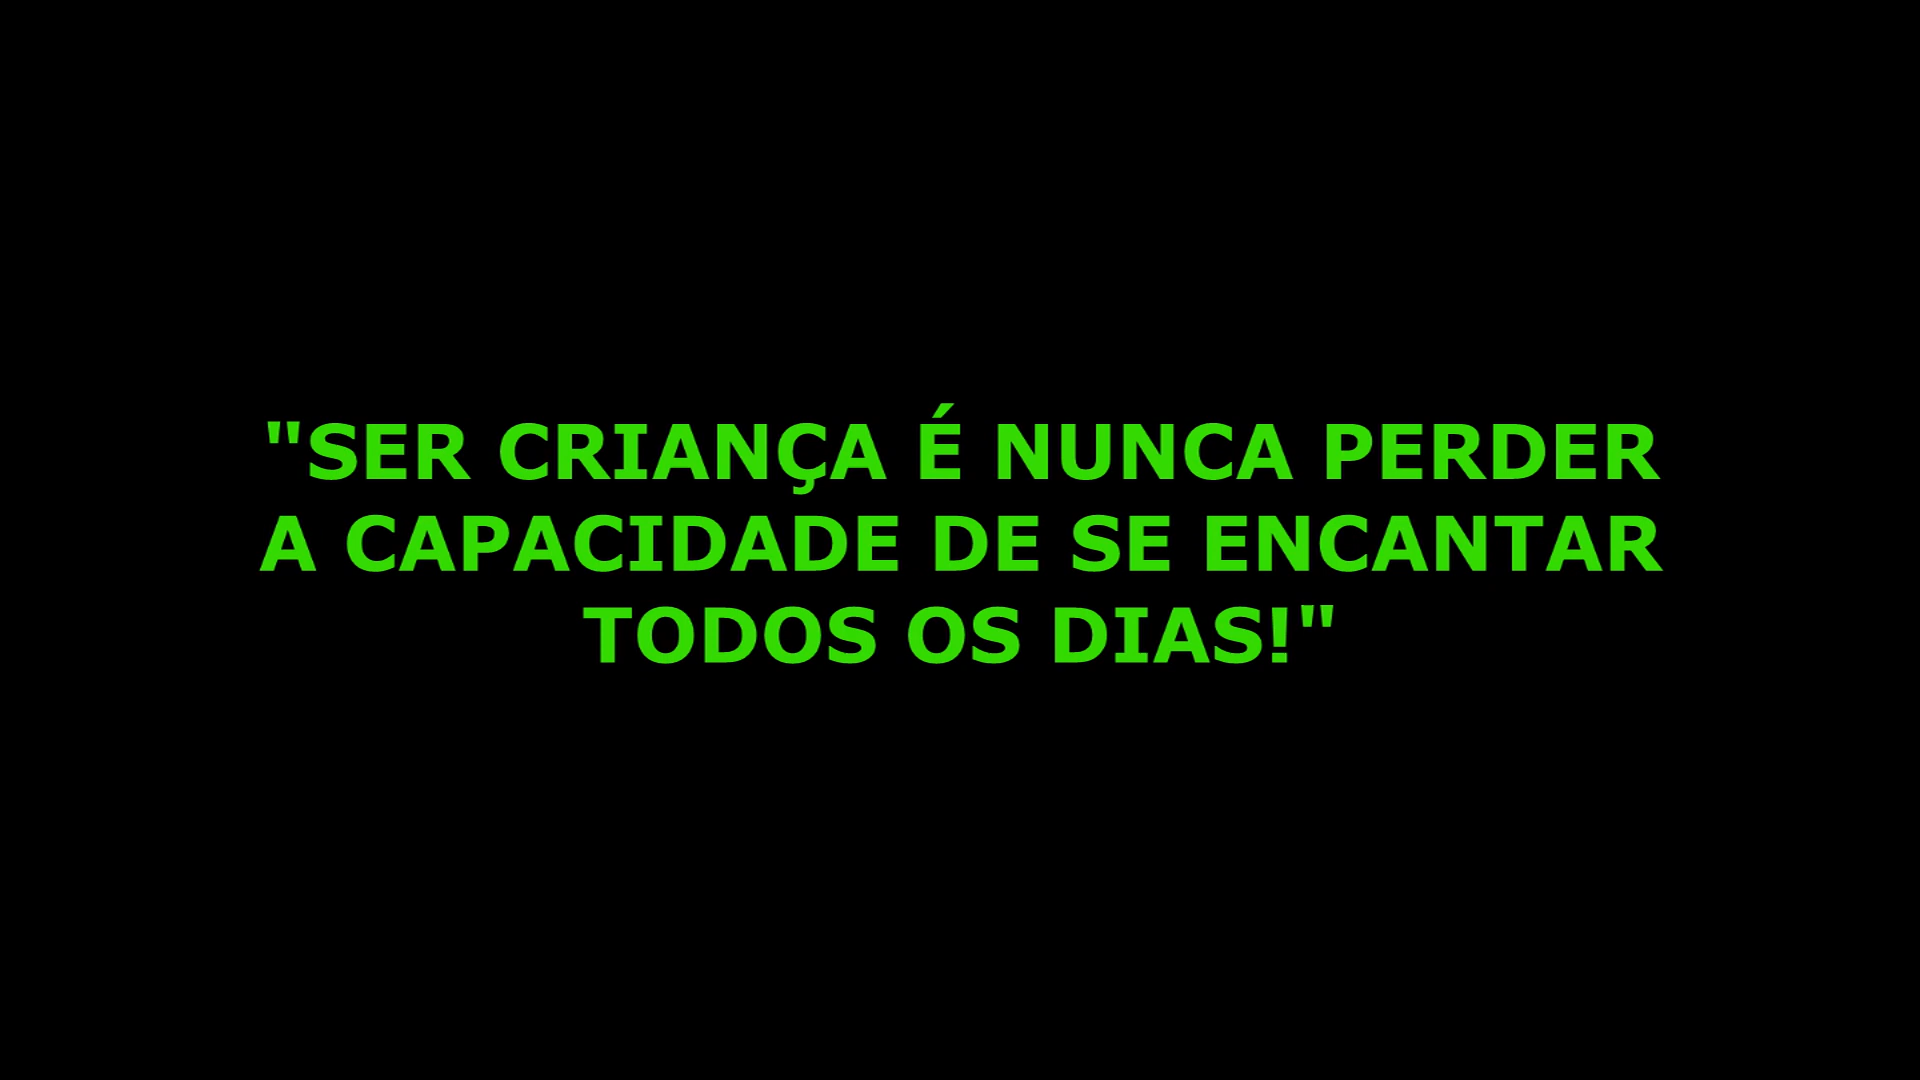 "SER CRIANÇA É NUNCA PERDER
A CAPACIDADE DE SE ENCANTAR
TODOS OS DIAS!"